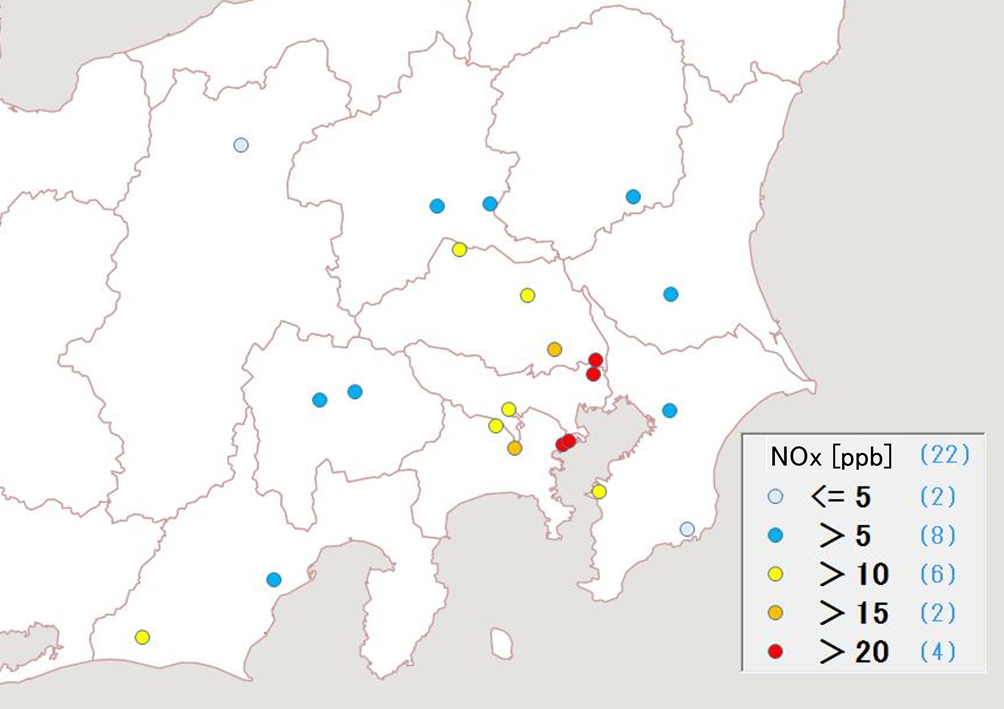 NOx [ppb] (22)
<= 5 (2)
> 5 (8)
> 10 (6)
> 15 (2)
> 20 (4)